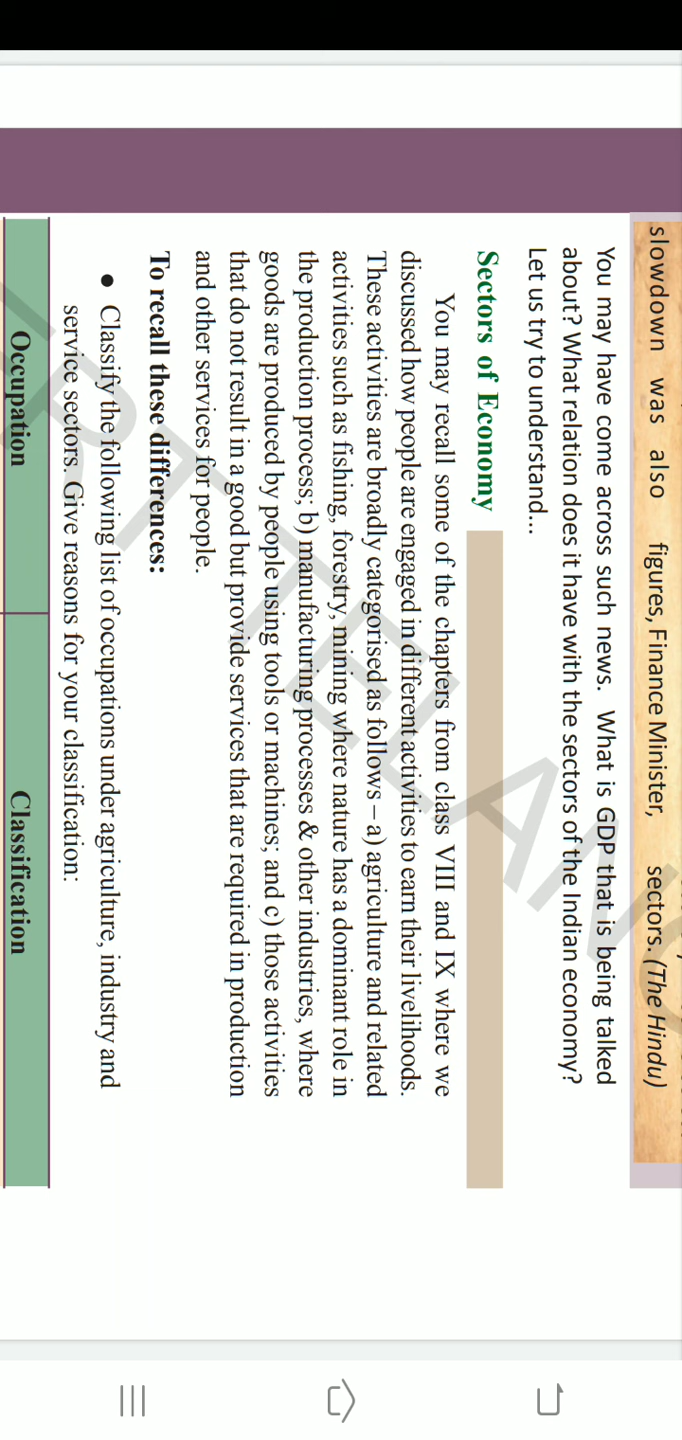 slowdown was also figures, Finance Minister, sectors. (The Hindu)
You may have come across such news. What is GDP that is being talked
about? What relation does it have with the sectors of the Indian economy?
Let us try to understand...
Sectors of Economy
You may recall some of the chapters from class VIII and IX where we
discussed how people are engaged in different activities to earn their livelihoods.
These activities are broadly categorised as follows – a) agriculture and related
activities such as fishing, forestry, mining where nature has a dominant role in
the production process; b) manufacturing processes & other industries, where
goods are produced by people using tools or machines; and c) those activities
that do not result in a good but provide services that are required in production
and other services for people.
To recall these differences:
● Classify the following list of occupations under agriculture, industry and
service sectors. Give reasons for your classification:
Occupation Classification